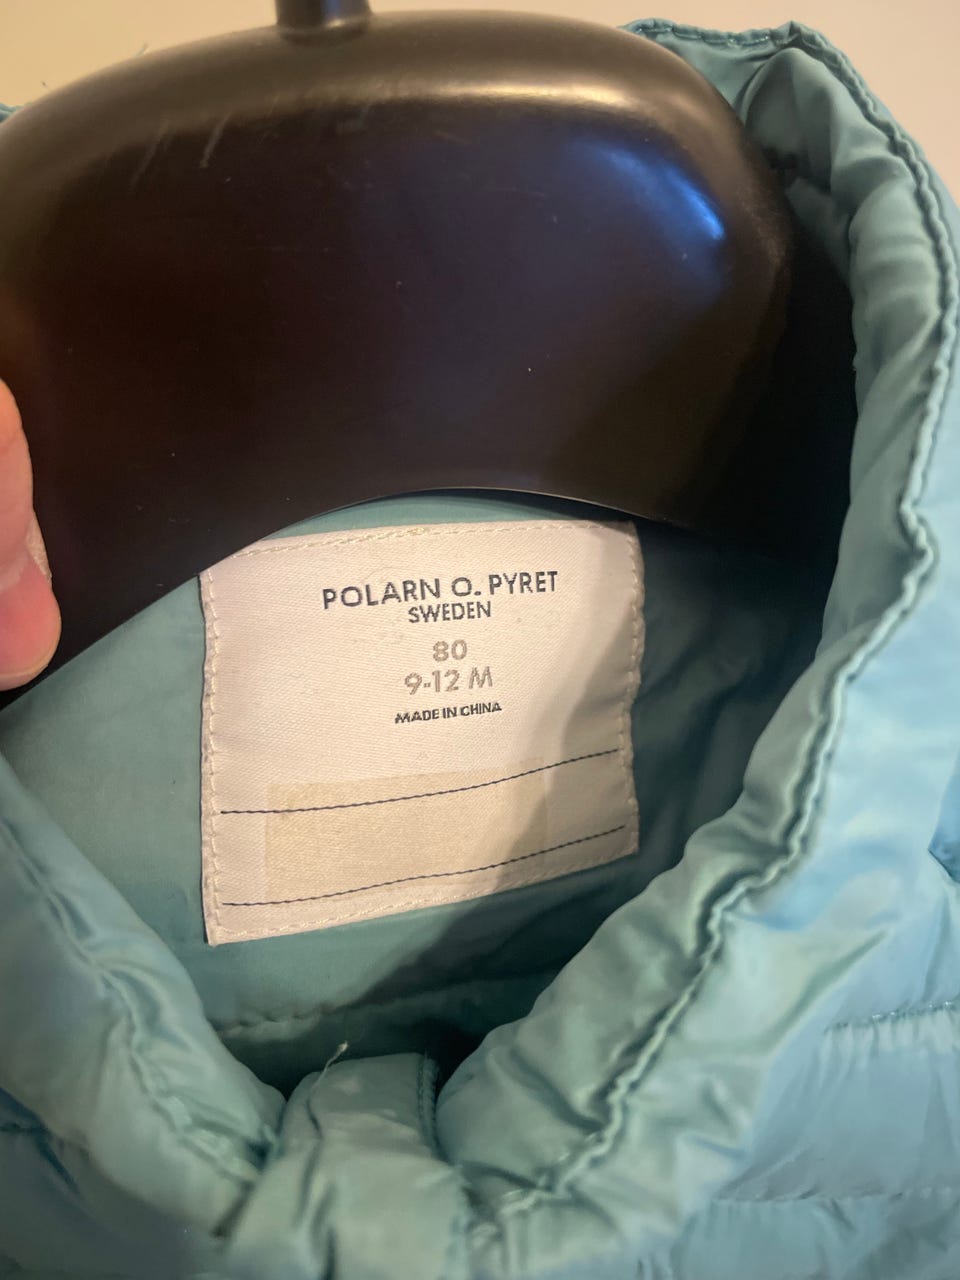 POLARN O. PYRET
SWEDEN
80
9-12 M
MADE IN CHINA